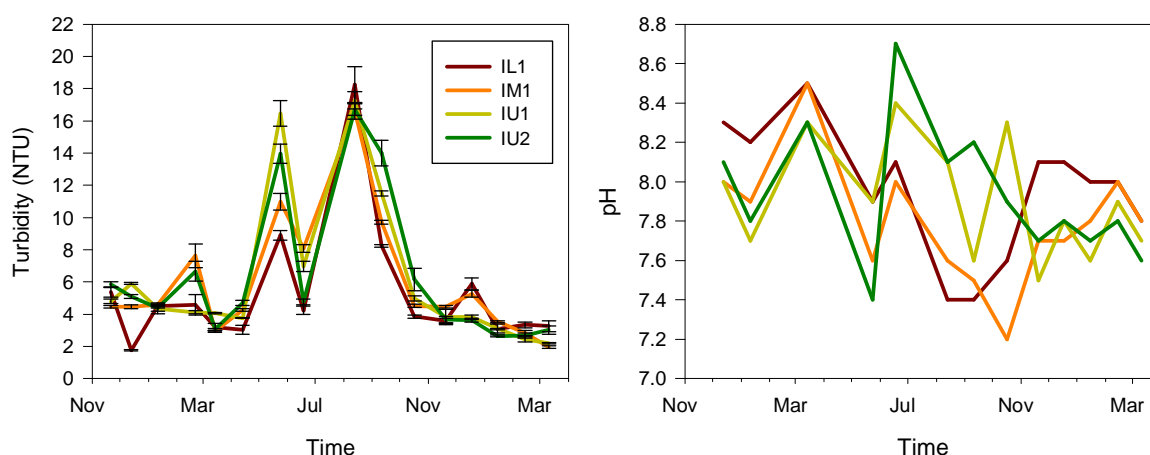 22
20
18
16
14
12
10
8
6
4
2
0
Turbidity (NTU)
IL1
IM1
IU1
IU2
Nov
Mar
Jul
Nov
Mar
Time
8.8
8.6
8.4
8.2
8.0
7.8
7.6
7.4
7.2
7.0
pH
Nov
Mar
Jul
Nov
Mar
Time